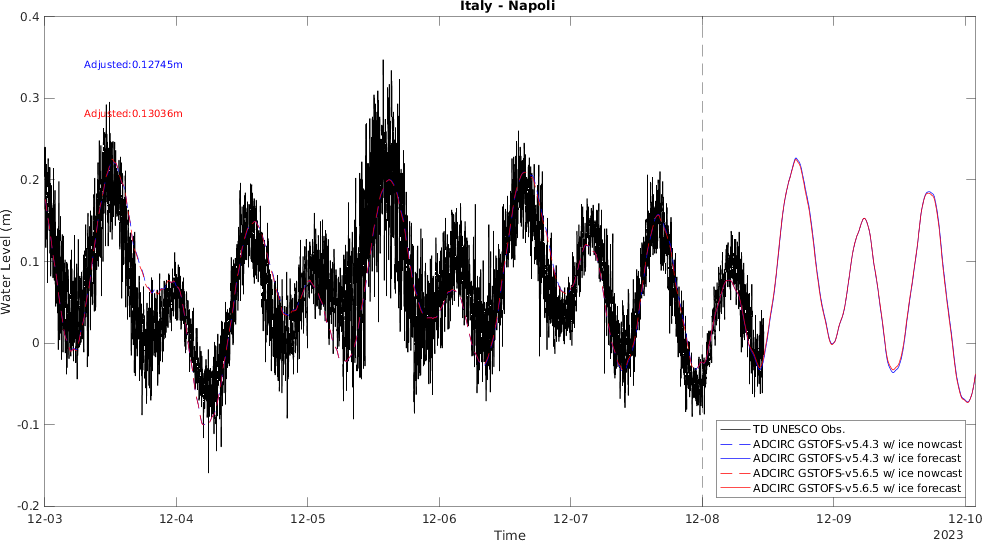 Italy - Napoli
Adjusted:0.12745m
Adjusted:0.13036m
Water Level (m)
0.4
0.3
0.2
0.1
0
-0.1
-0.2
TD UNESCO Obs.
ADCIRC GSTOFS-v5.4.3 w/ ice nowcast
ADCIRC GSTOFS-v5.4.3 w/ ice forecast
ADCIRC GSTOFS-v5.6.5 w/ ice nowcast
ADCIRC GSTOFS-v5.6.5 w/ ice forecast
12-03
12-04
12-05
12-06
12-07
12-08
12-09
12-10
Time
2023